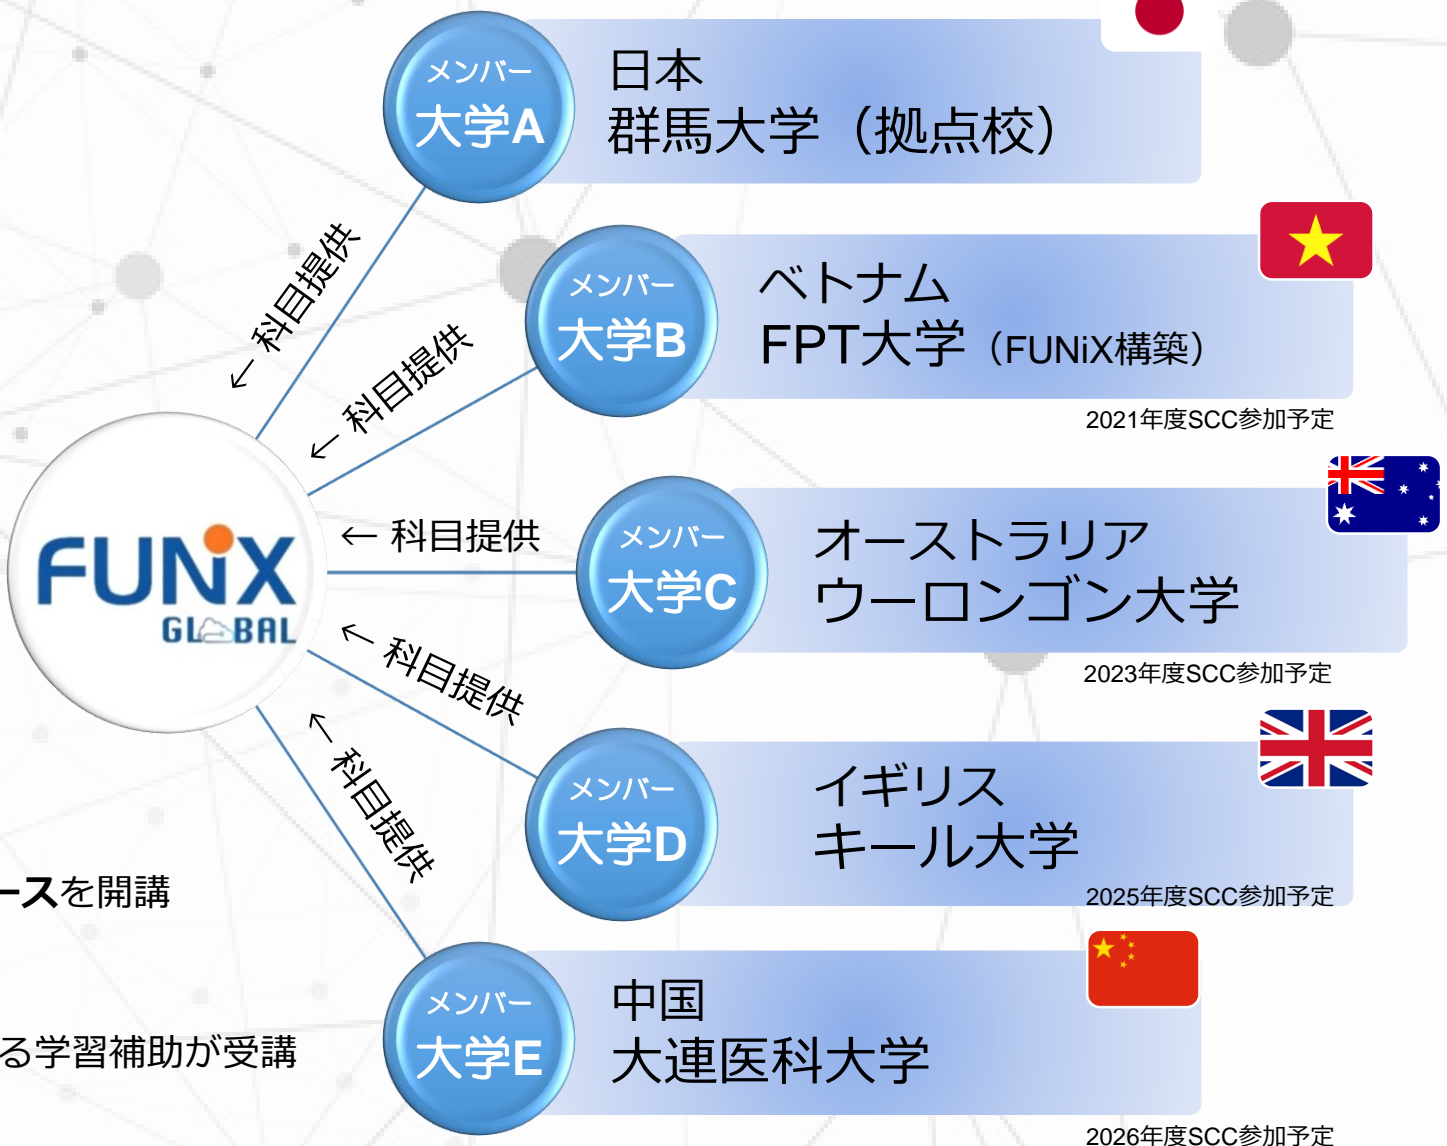 メンバー
大学A
日本
群馬大学（拠点校）
← 科目提供
メンバー
大学B
ベトナム
FPT大学（FUNiX構築）
2021年度SCC参加予定
← 科目提供
FUNiX
GLOBAL
← 科目提供
メンバー
大学C
オーストラリア
ウーロンゴン大学
2023年度SCC参加予定
← 科目提供
メンバー
大学D
イギリス
キール大学
2025年度SCC参加予定
← 科目提供
ースを開講
メンバー
大学E
中国
大連医科大学
2026年度SCC参加予定
る学習補助が受講